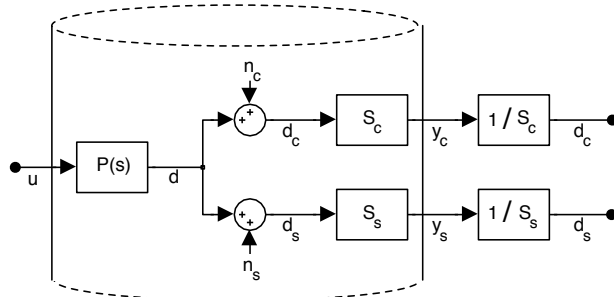 n_c
+
+
d_c
S_c
y_c
1 / S_c
d_c
P(s)
u
d
+
+
d_s
S_s
y_s
1 / S_s
d_s
n_s